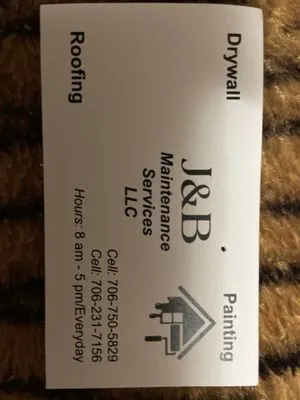 Drywall
Painting
J&B
Maintenance
Services
LLC
Roofing
Cell: 706-750-5829
Cell: 706-231-7156
Hours: 8 am - 5 pm/Everyday